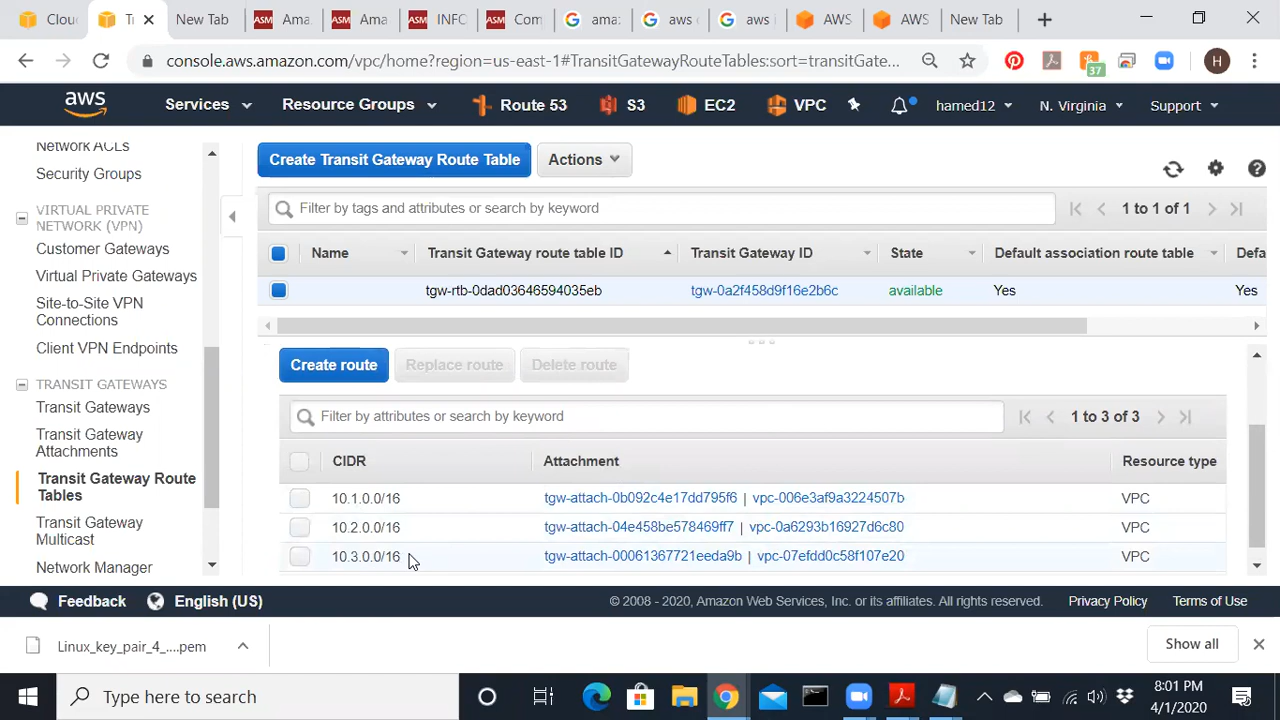 Clou
Tr
New Tab
ASM
Ama
ASM
Ama
ASM
INFO
ASM
Com
amaz
aws c
aws i
AWS
AWS
New Tab
console.aws.amazon.com/vpc/home?region=us-east-1#TransitGatewayRouteTables:sort=transitGate...
37
H
aws
Services
Resource Groups
Route 53
S3
EC2
VPC
hamed12
N. Virginia
Support
Network ACLs
Security Groups
VIRTUAL PRIVATE
NETWORK (VPN)
Customer Gateways
Virtual Private Gateways
Site-to-Site VPN
Connections
Client VPN Endpoints
TRANSIT GATEWAYS
Transit Gateways
Transit Gateway
Attachments
Transit Gateway Route
Tables
Transit Gateway
Multicast
Network Manager
Create Transit Gateway Route Table
Actions
Filter by tags and attributes or search by keyword
1 to 1 of 1
Name
Transit Gateway route table ID
Transit Gateway ID
State
Default association route table
Defa
tgw-rtb-0dad03646594035eb
tgw-0a2f458d9f16e2b6c
available
Yes
Yes
Create route
Replace route
Delete route
Filter by attributes or search by keyword
1 to 3 of 3
CIDR
Attachment
Resource type
10.1.0.0/16
tgw-attach-0b092c4e17dd795f6 | vpc-006e3af9a3224507b
VPC
10.2.0.0/16
tgw-attach-04e458be578469ff7 | vpc-0a6293b16927d6c80
VPC
10.3.0.0/16
tgw-attach-00061367721eeda9b | vpc-07efdd0c58f107e20
VPC
Feedback
English (US)
© 2008 - 2020, Amazon Web Services, Inc. or its affiliates. All rights reserved.
Privacy Policy
Terms of Use
Linux_key_pair_4_....pem
Show all
Type here to search
8:01 PM
4/1/2020